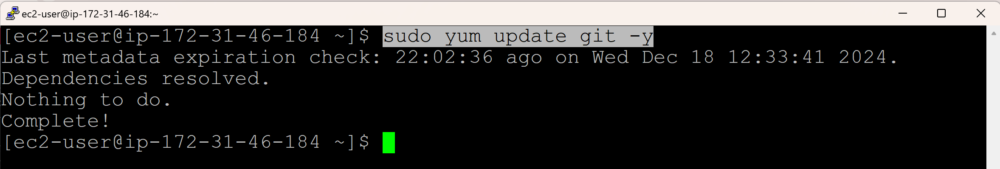 ec2-user@ip-172-31-46-184:~
[ec2-user@ip-172-31-46-184 ~]$ sudo yum update git -y
Last metadata expiration check: 22:02:36 ago on Wed Dec 18 12:33:41 2024.
Dependencies resolved.
Nothing to do.
Complete!
[ec2-user@ip-172-31-46-184 ~]$